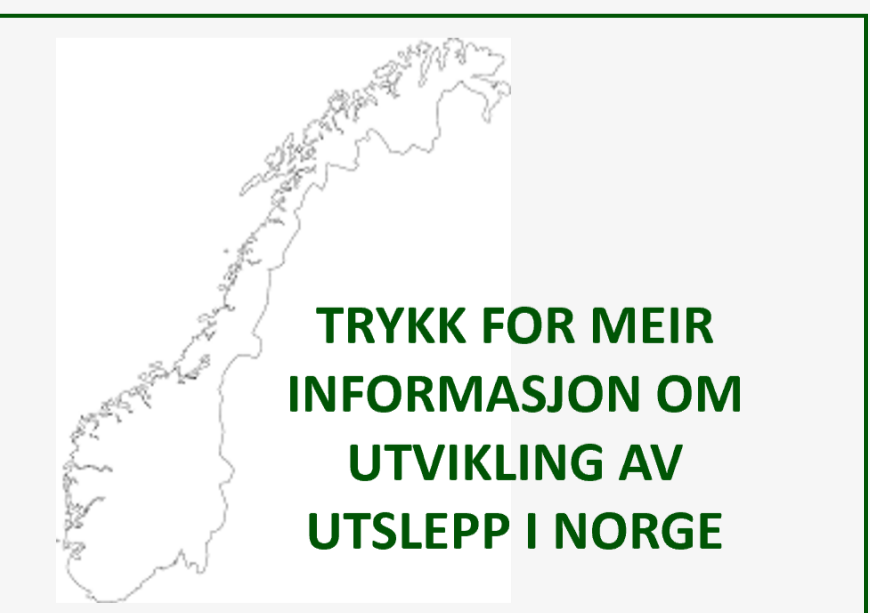 TRYKK FOR MEIR
INFORMASJON OM
UTVIKLING AV
UTSLEPP I NORGE